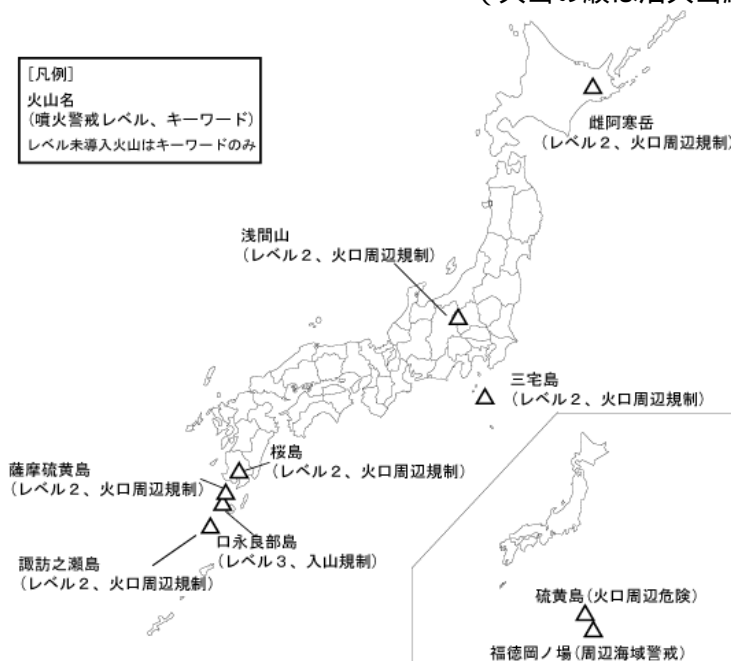 [凡例]
火山名
(噴火警戒レベル、キーワード)
レベル未導入火山はキーワードのみ
雌阿寒岳
(レベル２、火口周辺規制)
浅間山
(レベル２、火口周辺規制)
三宅島
(レベル２、火口周辺規制)
桜島
(レベル２、火口周辺規制)
薩摩硫黄島
(レベル２、火口周辺規制)
口永良部島
(レベル３、入山規制)
諏訪之瀬島
(レベル２、火口周辺規制)
硫黄島(火口周辺危険)
福徳岡ノ場(周辺海域警戒)